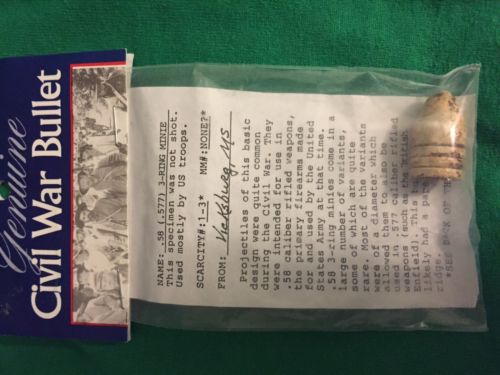 Genuine
Civil War Bullet
NAME: .58 (.577) 3-RING MINIE
This specimen was not shot.
Used mostly by US troops.
SCARCITY#:1-3* MM#:NONE?*
FROM: Vicksburg, MS
Projectiles of this basic
design were quite common
during the Civil War. They
were intended for use in
.58 caliber rifled weapons,
the primary firearms made
for and used by the United
States Army at that time.
.58 3-ring minies come in a
large number of variants,
some of which are quite
rare. Most of the variants
were of a diameter which
allowed them to also be
used in .577 caliber rifled
weapons (such as the British
Enfield). This
likely had a
ridge.
*SEE BACK OF